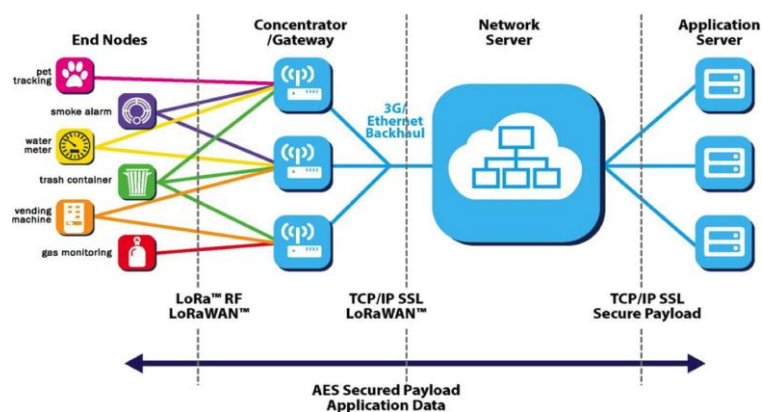 End Nodes
Concentrator
/Gateway
Network
Server
Application
Server
pet
tracking
smoke alarm
water
meter
trash container
vending
machine
gas monitoring
3G/
Ethernet
Backhaul
LoRa™ RF
LoRaWAN™
TCP/IP SSL
LoRaWAN™
TCP/IP SSL
Secure Payload
AES Secured Payload
Application Data